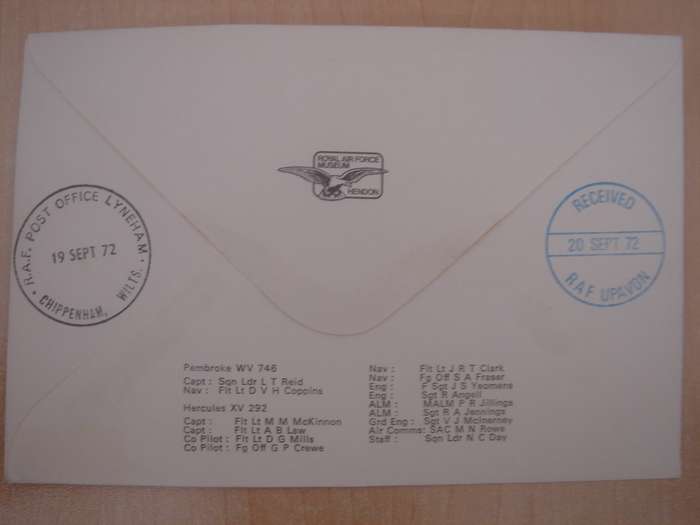 ROYAL AIR FORCE
MUSEUM
HENDON
R.A.F. POST OFFICE LYNEHAM
19 SEPT 72
CHIPPENHAM, WILTS.
RECEIVED
20 SEPT 72
R.A.F. UPAVON
Pembroke WV 746
Capt : Sqn Ldr L T Reid
Nav : Flt Lt D V H Coppins
Hercules XV 292
Capt : Flt Lt M M McKinnon
Capt : Flt Lt A B Law
Co Pilot : Flt Lt D G Mills
Co Pilot : Fg Off G P Crewe
Nav : Flt Lt J R T Clark
Nav : Fg Off S A Fraser
Eng : F Sgt J S Yeomens
Eng : Sgt R Angell
ALM : MALM P R Jillings
ALM : Sgt R A Jennings
Grd Eng : Sgt V J McInerney
Air Comms: SAC M N Rowe
Staff : Sqn Ldr N C Day